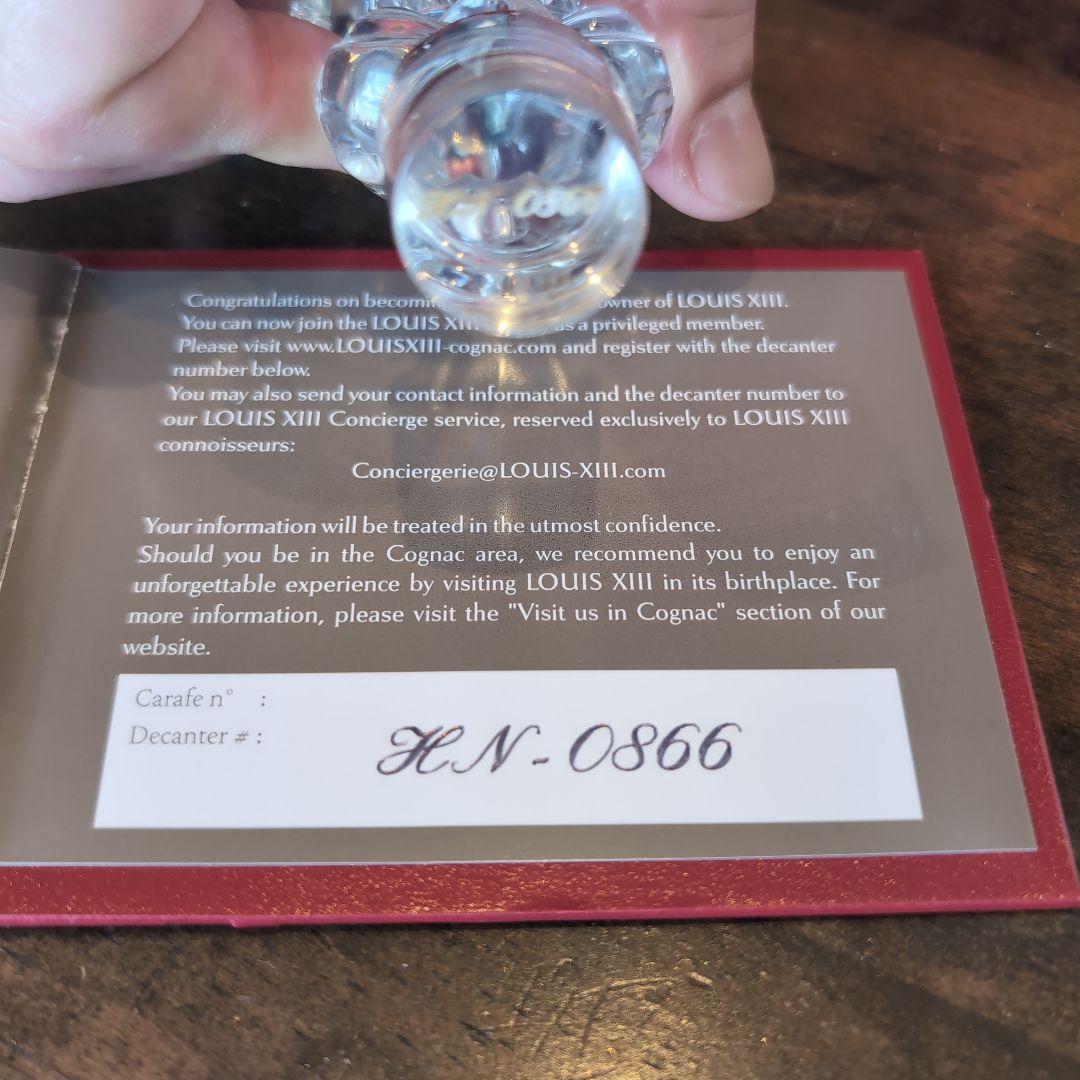 0866
Congratulations on becoming owner of LOUIS XIII.
You can now join the LOUIS XIII as a privileged member.
Please visit www.LOUISXIII-cognac.com and register with the decanter
number below.
You may also send your contact information and the decanter number to
our LOUIS XIII Concierge service, reserved exclusively to LOUIS XIII
connoisseurs:
Conciergerie@LOUIS-XIII.com
Your information will be treated in the utmost confidence.
Should you be in the Cognac area, we recommend you to enjoy an
unforgettable experience by visiting LOUIS XIII in its birthplace. For
more information, please visit the "Visit us in Cognac" section of our
website.
Carafe n° :
Decanter # :
HN - 0866